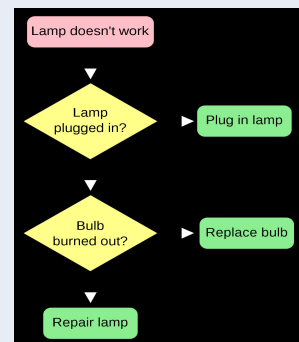 Lamp doesn't work
Lamp
plugged in?
Plug in lamp
Bulb
burned out?
Replace bulb
Repair lamp